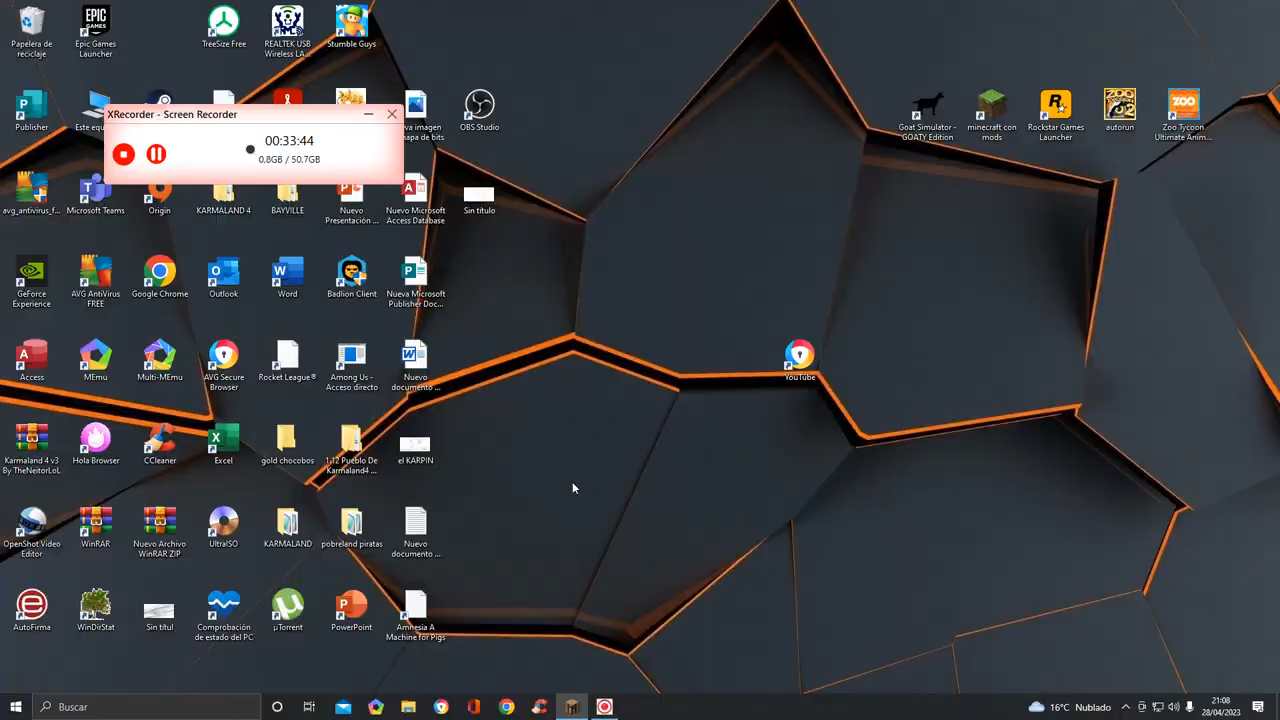 Papelera de
reciclaje
EPIC
GAMES
Epic Games
Launcher
TreeSize Free
REALTEK USB
Wireless LA...
Stumble Guys
Publisher
Este equi
XRecorder - Screen Recorder
00:33:44
0.8GB / 50.7GB
va imagen
mapa de bits
OBS Studio
Goat Simulator -
GOATY Edition
minecraft con
mods
Rockstar Games
Launcher
autorun
Zoo Tycoon
Ultimate Anim...
avg_antivirus_f...
Microsoft Teams
Origin
KARMALAND 4
BAYVILLE
Nuevo
Presentación ...
Nuevo Microsoft
Access Database
Sin título
GeForce
Experience
AVG AntiVirus
FREE
Google Chrome
Outlook
Word
Badlion Client
Nueva Microsoft
Publisher Doc...
Access
MEmu
Multi-MEmu
AVG Secure
Browser
Rocket League®
Among Us -
Acceso directo
Nuevo
documento ...
YouTube
Karmaland 4 v3
By TheNeitorLoL
Hola Browser
CCleaner
Excel
gold chocobos
1.12 Pueblo De
Karmaland4 ...
el KARPIN
OpenShot Video
Editor
WinRAR
Nuevo Archivo
WinRAR ZIP
UltraISO
KARMALAND
pobreland piratas
Nuevo
documento ...
AutoFirma
WinDirStat
Sin títul
Comprobación
de estado del PC
µTorrent
PowerPoint
Amnesia A
Machine for Pigs
Buscar
16°C Nublado
21:08
28/04/2023